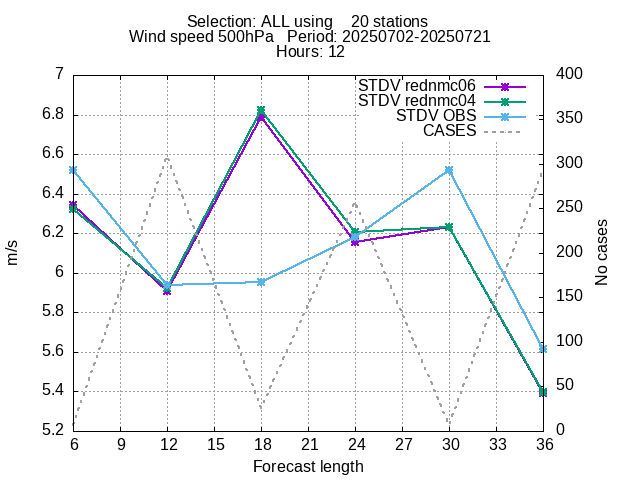 Selection: ALL using    20 stations
Wind speed 500hPa   Period: 20250702-20250721
Hours: 12
STDV rednmc06
STDV rednmc04
STDV OBS
CASES
7
6.8
6.6
6.4
6.2
6
5.8
5.6
5.4
5.2
m/s
400
350
300
250
200
150
100
50
0
No cases
6 9 12 15 18 21 24 27 30 33 36
Forecast length